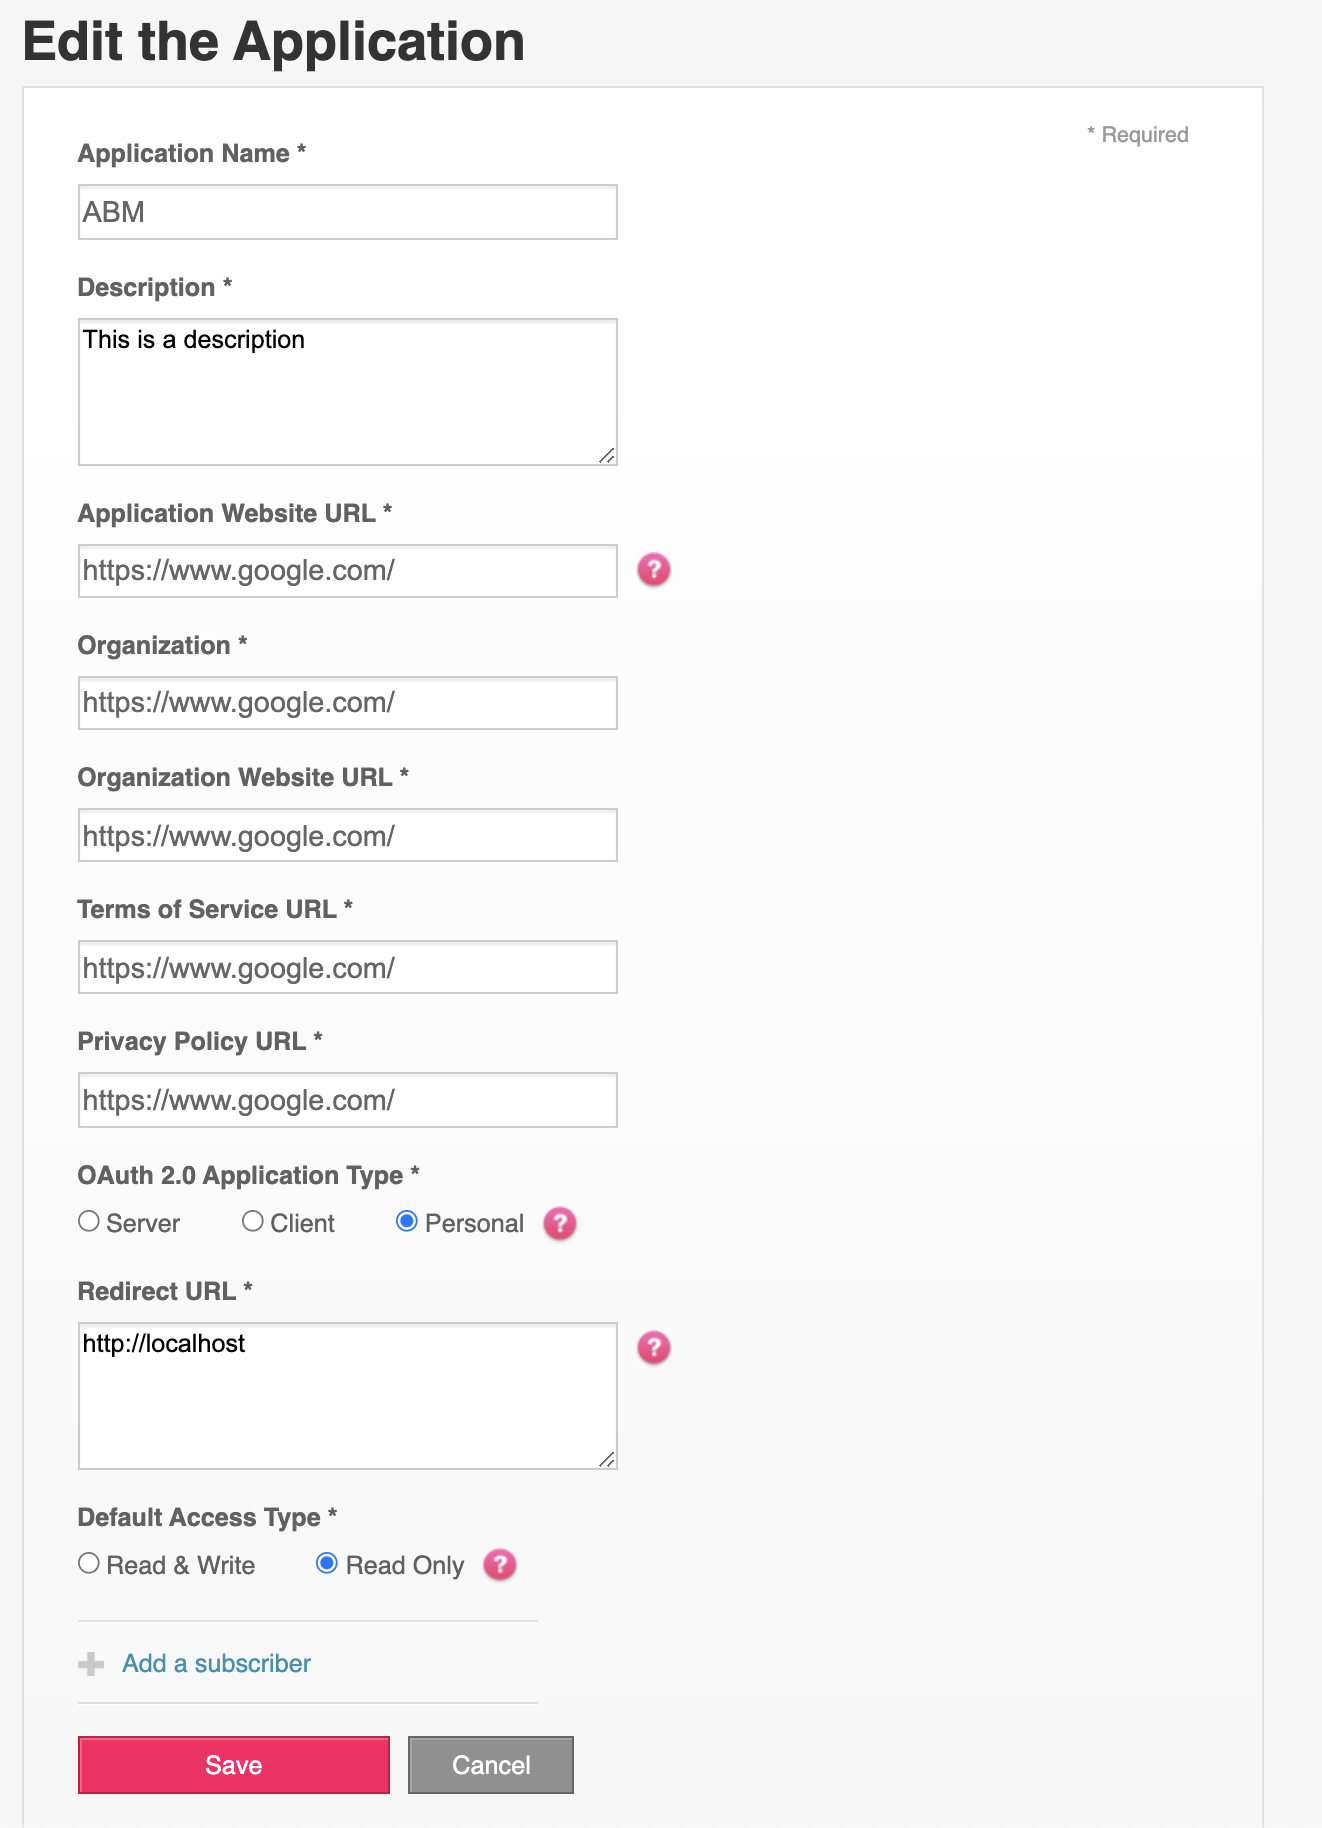 Edit the Application
* Required
Application Name *
ABM
Description *
This is a description
Application Website URL *
https://www.google.com/
?
Organization *
https://www.google.com/
Organization Website URL *
https://www.google.com/
Terms of Service URL *
https://www.google.com/
Privacy Policy URL *
https://www.google.com/
OAuth 2.0 Application Type *
Server Client Personal ?
Redirect URL *
http://localhost
?
Default Access Type *
Read & Write Read Only ?
Add a subscriber
Save Cancel